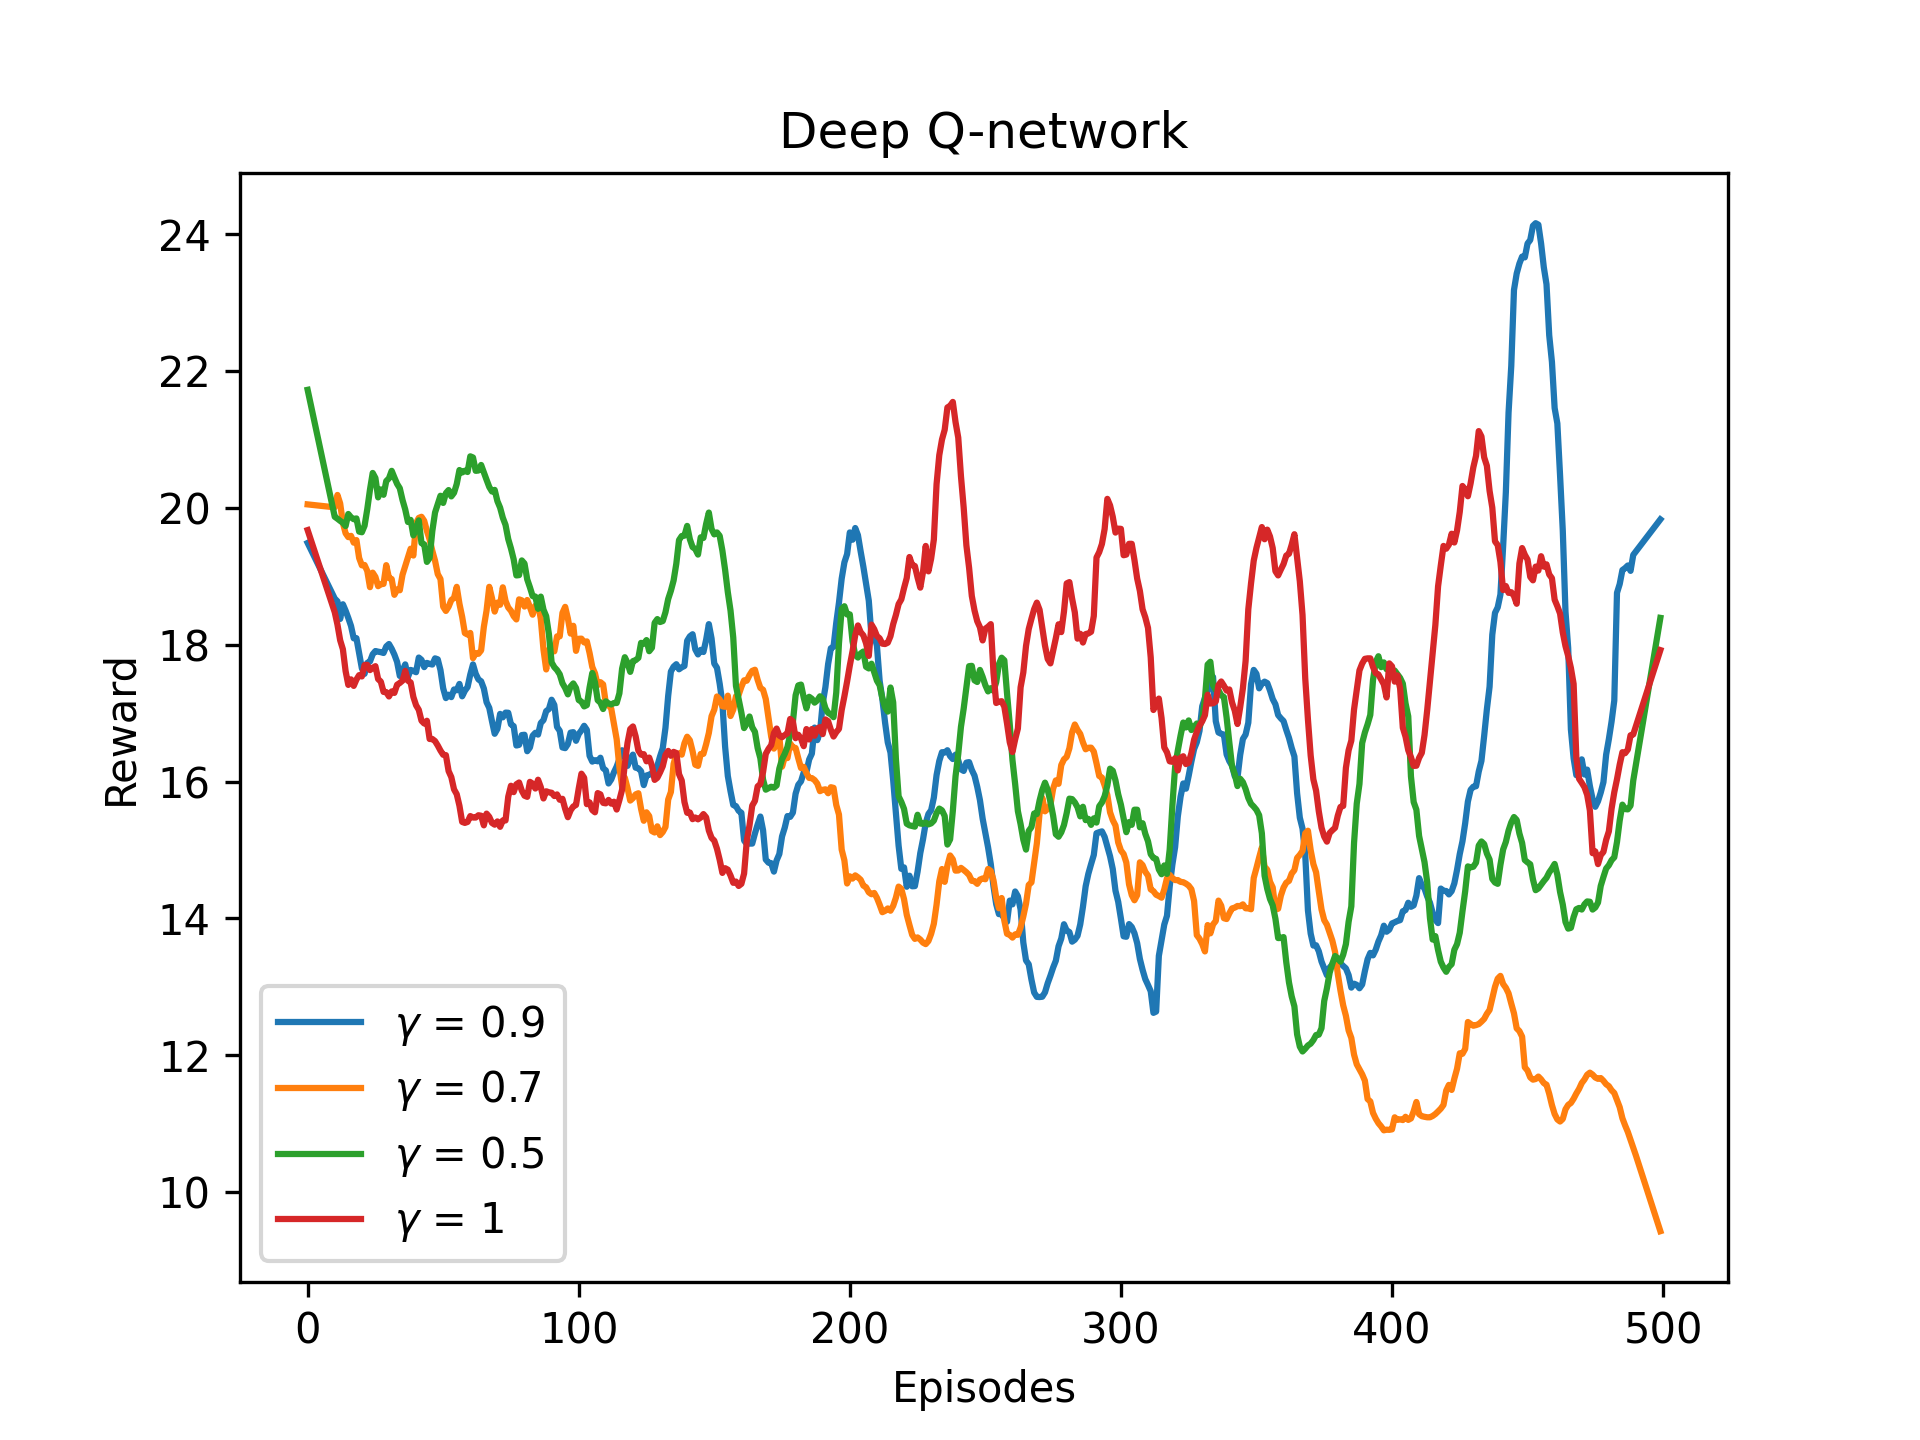 Deep Q-network
Reward
24
22
20
18
16
14
12
10
γ = 0.9
γ = 0.7
γ = 0.5
γ = 1
0 100 200 300 400 500
Episodes